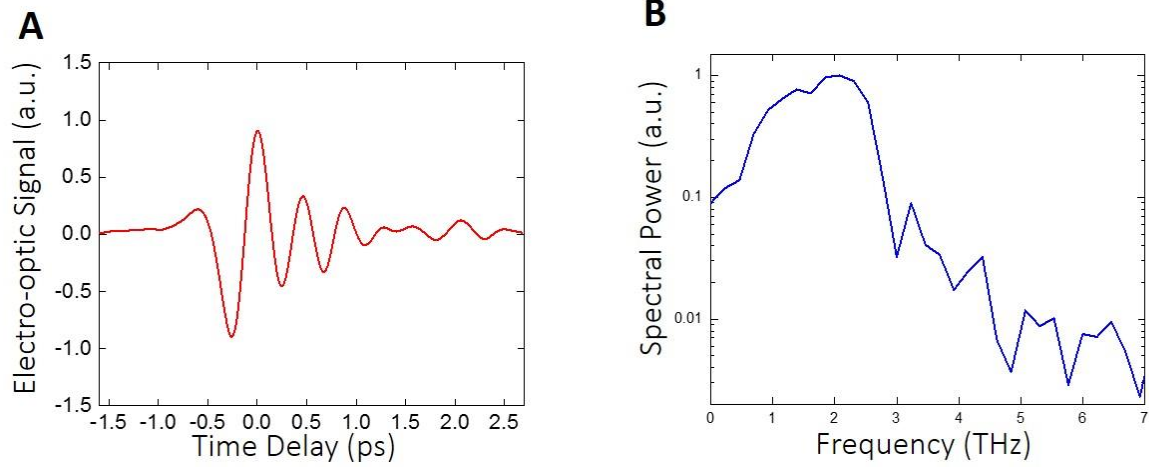 A
B
Electro-optic Signal (a.u.)
1.5
1.0
0.5
0.0
-0.5
-1.0
-1.5
-1.5 -1.0 -0.5 0.0 0.5 1.0 1.5 2.0 2.5
Time Delay (ps)
Spectral Power (a.u.)
1
0.1
0.01
0 1 2 3 4 5 6 7
Frequency (THz)